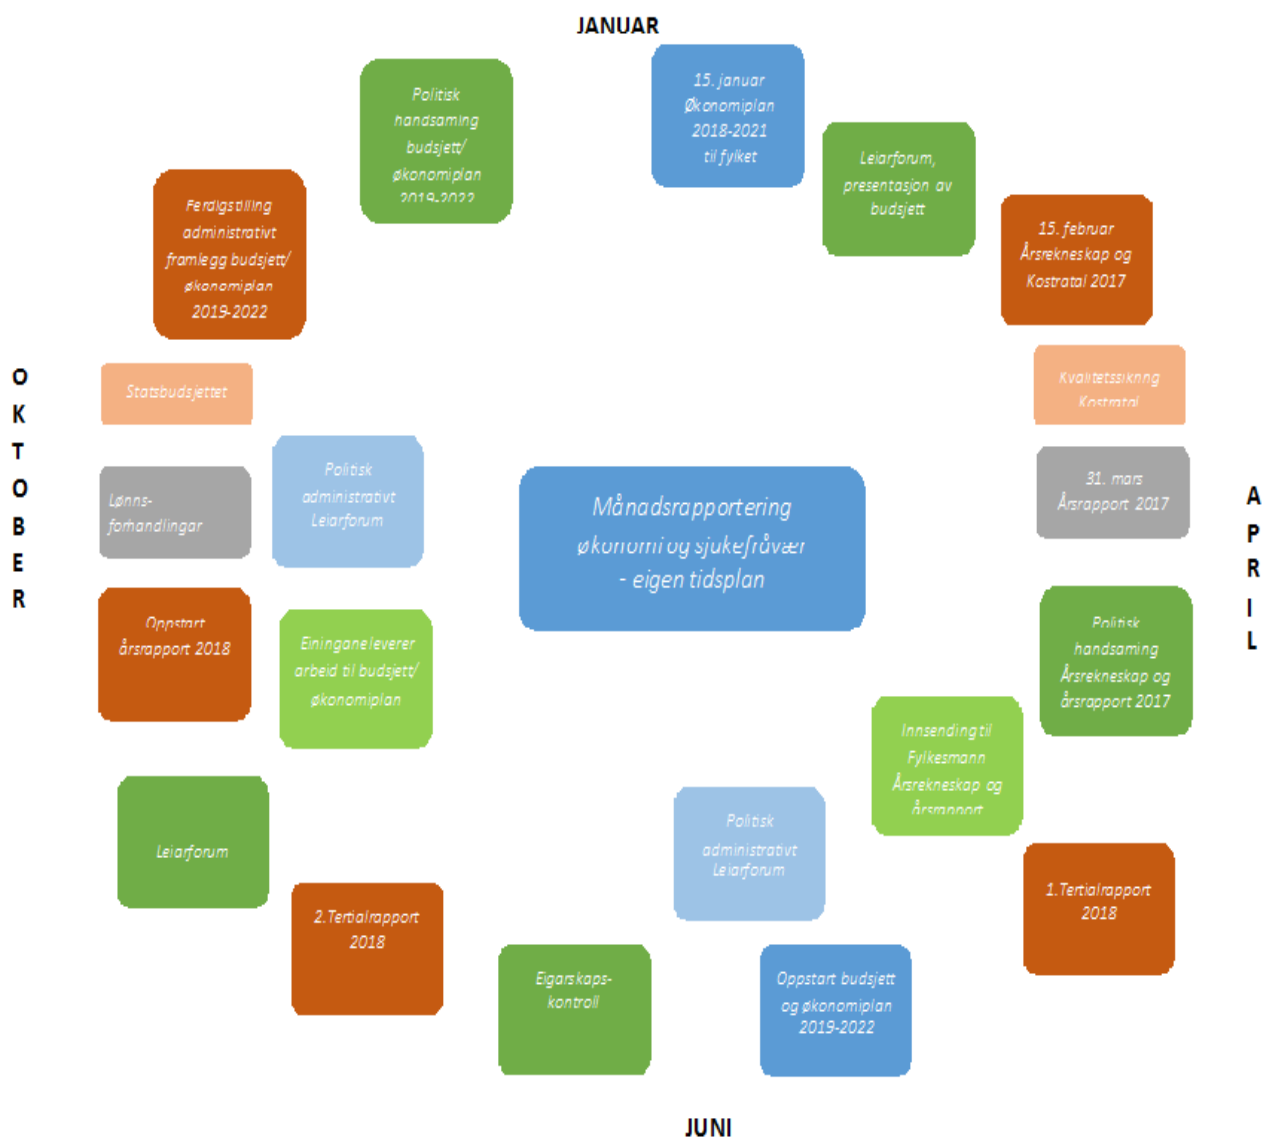 JANUAR
Politisk
handsaming
budsjett/
økonomiplan
2019-2022
15. januar
Økonomiplan
2018-2021
til fylket
Leiarforum,
presentasjon av
budsjett
Ferdigstilling
administrativt
framlegg budsjett/
økonomiplan
2019-2022
15. februar
Årsrekneskap og
Kostratal 2017
OKTOBER
Statsbudsjettet
Kvalitetssikring
Kostratal
Politisk
administrativt
Leiarforum
Lønns-
forhandlingar
Månadsrapportering
økonomi og sjukefråvær
- eigen tidsplan
31. mars
Årsrapport 2017
APRIL
Oppstart
årsrapport 2018
Einingane leverer
arbeid til budsjett/
økonomiplan
Politisk
handsaming
Årsrekneskap og
årsrapport 2017
Innsending til
Fylkesmann
Årsrekneskap og
årsrapport
Leiarforum
Politisk
administrativt
Leiarforum
1.Tertialrapport
2018
2.Tertialrapport
2018
Eigarskaps-
kontroll
Oppstart budsjett
og økonomiplan
2019-2022
JUNI